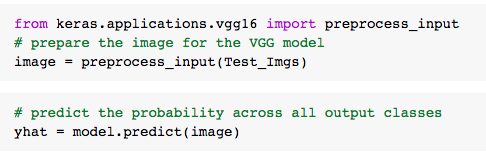 from keras.applications.vgg16 import preprocess_input
# prepare the image for the VGG model
image = preprocess_input(Test_Imgs)
# predict the probability across all output classes
yhat = model.predict(image)